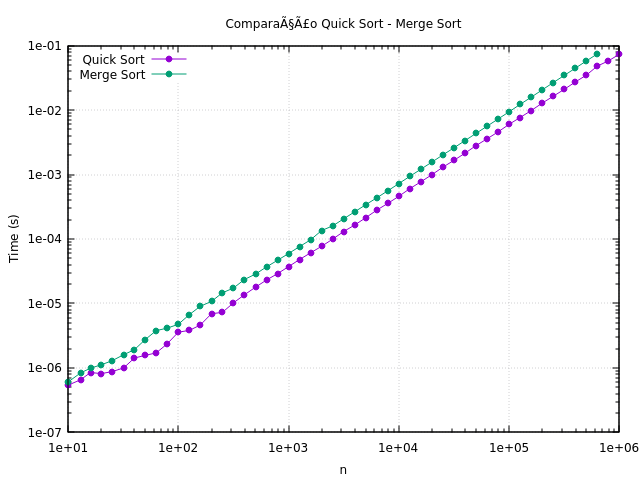 ComparaÃ§Ã£o Quick Sort - Merge Sort
1e-01
Quick Sort
Merge Sort
1e-02
1e-03
1e-04
1e-05
1e-06
1e-07
Time (s)
1e+01 1e+02 1e+03 1e+04 1e+05 1e+06
n